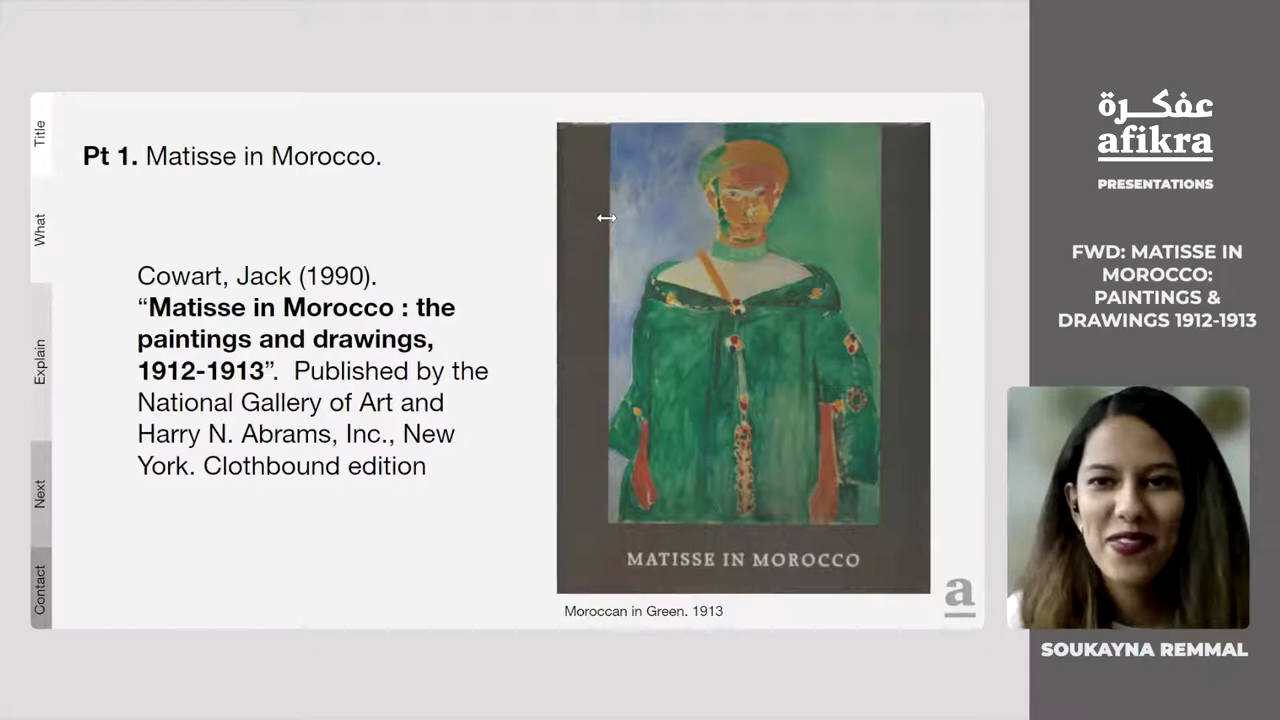 Title
What
Explain
Next
Contact
Pt 1. Matisse in Morocco.
Cowart, Jack (1990).
“Matisse in Morocco : the
paintings and drawings,
1912-1913”.  Published by the
National Gallery of Art and
Harry N. Abrams, Inc., New
York. Clothbound edition
MATISSE IN MOROCCO
Moroccan in Green. 1913
a
عفكرة
afikra
PRESENTATIONS
FWD: MATISSE IN
MOROCCO:
PAINTINGS &
DRAWINGS 1912-1913
SOUKAYNA REMMAL